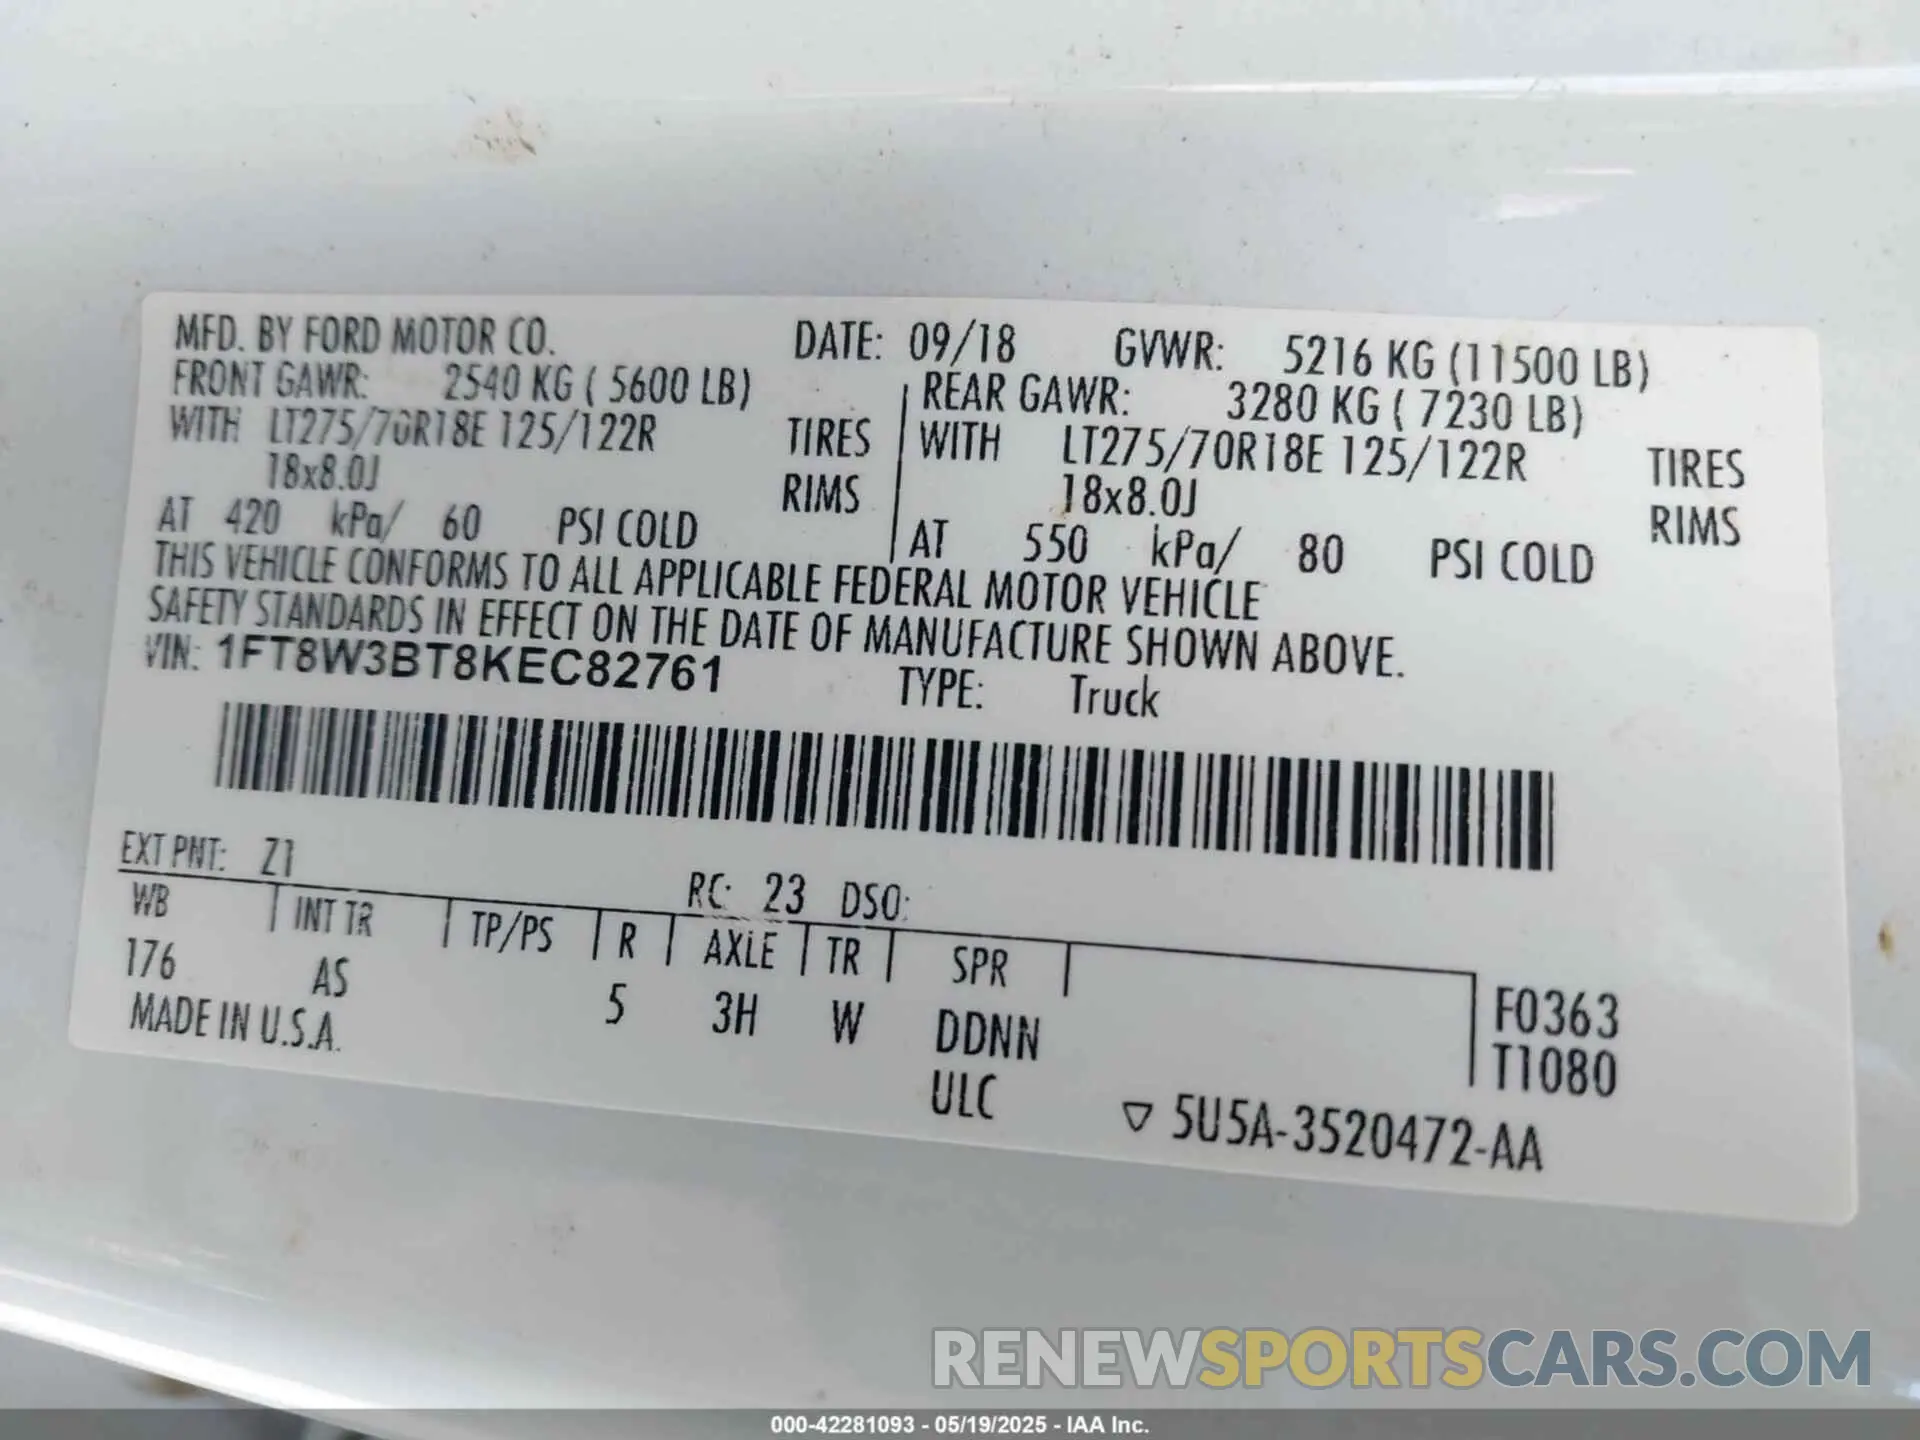 MFD. BY FORD MOTOR CO. DATE: 09/18 GVWR: 5216 KG (11500 LB)
FRONT GAWR: 2540 KG ( 5600 LB) REAR GAWR: 3280 KG ( 7230 LB)
WITH LT275/70R18E 125/122R TIRES WITH LT275/70R18E 125/122R TIRES
18x8.0J RIMS 18x8.0J RIMS
AT 420 kPa/ 60 PSI COLD AT 550 kPa/ 80 PSI COLD
THIS VEHICLE CONFORMS TO ALL APPLICABLE FEDERAL MOTOR VEHICLE
SAFETY STANDARDS IN EFFECT ON THE DATE OF MANUFACTURE SHOWN ABOVE.
VIN: 1FT8W3BT8KEC82761 TYPE: Truck
EXT PNT: Z1 RC: 23 DSO:
WB INT TR TP/PS R AXLE TR SPR
176 AS 5 3H W DDNN F0363
MADE IN U.S.A. ULC T1080
▽ 5U5A-3520472-AA
RENEWSPORTSCARS.COM
000-42281093 - 05/19/2025 - IAA Inc.